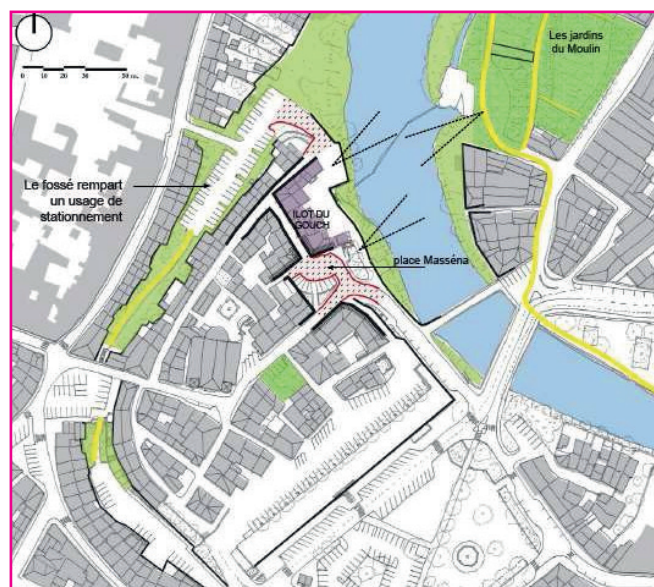 Les jardins
du Moulin
0 10 20 30 50 m.
Le fossé rempart
un usage de
stationnement
ILOT DU
GOUCH
place Masséna